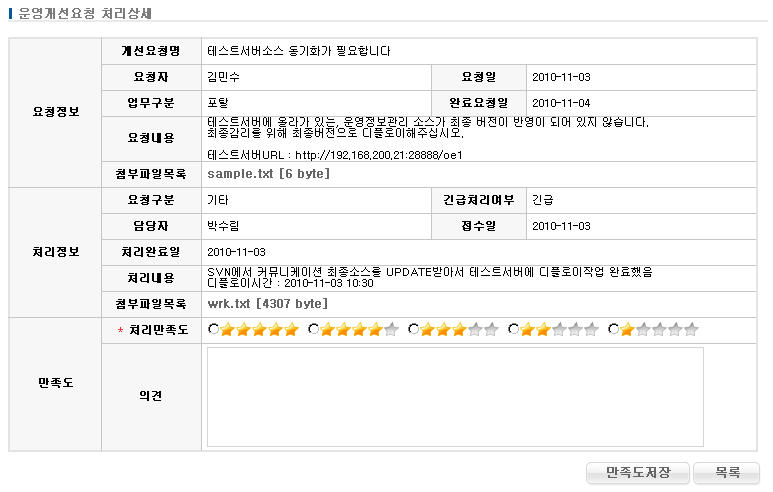 운영개선요청 처리상세
개선요청명 테스트서버소스 동기화가 필요합니다
요청정보
요청자 김민수 요청일 2010-11-03
업무구분 포탈 완료요청일 2010-11-04
요청내용
테스트서버에 올라가 있는, 운영정보관리 소스가 최종 버전이 반영이 되어 있지 않습니다.
최종감리를 위해 최종버전으로 디플로이해주십시오.
테스트서버URL : http://192.168.200.21:28888/oe1
첨부파일목록 sample.txt [6 byte]
처리정보
요청구분 기타 긴급처리여부 긴급
담당자 박수림 접수일 2010-11-03
처리완료일 2010-11-03
처리내용
SVN에서 커뮤니케이션 최종소스를 UPDATE받아서 테스트서버에 디플로이작업 완료했음
디플로이시간 : 2010-11-03 10:30
첨부파일목록 wrk.txt [4307 byte]
만족도
* 처리만족도
의견
만족도저장 목록